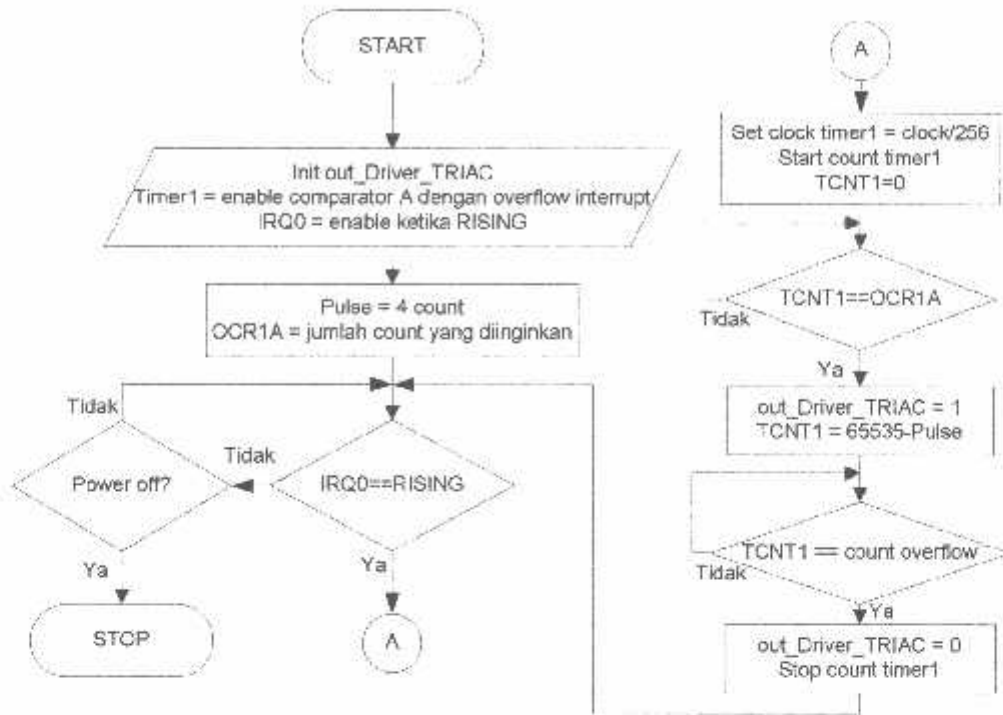 START
Init out_Driver_TRIAC
Timer1 = enable comparator A dengan overflow interrupt
IRQ0 = enable ketika RISING
Pulse = 4 count
OCR1A = jumlah count yang diinginkan
Tidak
Power off?
Tidak
IRQ0==RISING
Ya
Ya
STOP
A
A
Set clock timer1 = clock/256
Start count timer1
TCNT1=0
TCNT1==OCR1A
Tidak
Ya
out_Driver_TRIAC = 1
TCNT1 = 65535-Pulse
TCNT1 == count overflow
Tidak
Ya
out_Driver_TRIAC = 0
Stop count timer1